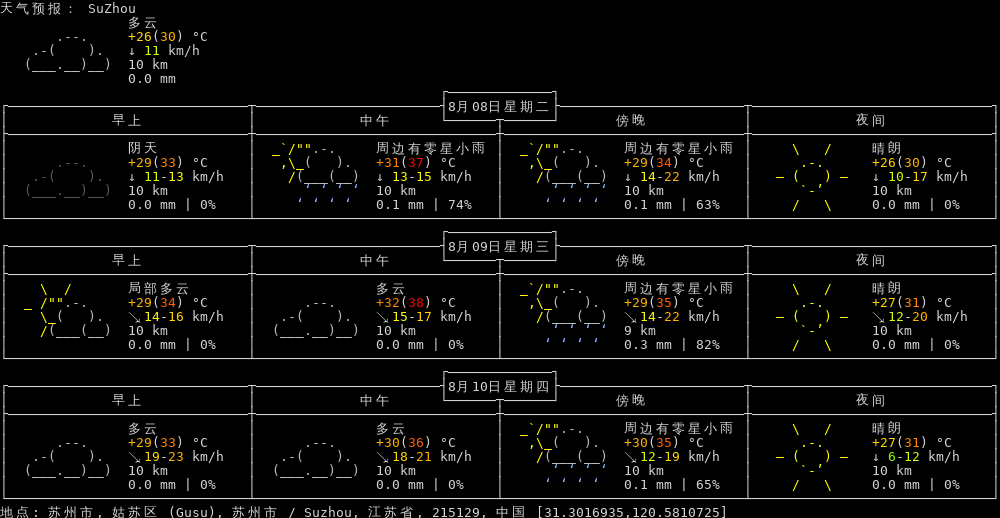 天气预报: SuZhou
多云
+26(30) °C
↓ 11 km/h
10 km
0.0 mm
8月08日星期二
早上 中午 傍晚 夜间
阴天 周边有零星小雨 周边有零星小雨 晴朗
+29(33) °C +31(37) °C +29(34) °C +26(30) °C
↓ 11-13 km/h ↓ 13-15 km/h ↓ 14-22 km/h ↓ 10-17 km/h
10 km 10 km 10 km 10 km
0.0 mm | 0% 0.1 mm | 74% 0.1 mm | 63% 0.0 mm | 0%
8月09日星期三
早上 中午 傍晚 夜间
局部多云 多云 周边有零星小雨 晴朗
+29(34) °C +32(38) °C +29(35) °C +27(31) °C
↘ 14-16 km/h ↘ 15-17 km/h ↘ 14-22 km/h ↘ 12-20 km/h
10 km 10 km 9 km 10 km
0.0 mm | 0% 0.0 mm | 0% 0.3 mm | 82% 0.0 mm | 0%
8月10日星期四
早上 中午 傍晚 夜间
多云 多云 周边有零星小雨 晴朗
+29(33) °C +30(36) °C +30(35) °C +27(31) °C
↘ 19-23 km/h ↘ 18-21 km/h ↘ 12-19 km/h ↓ 6-12 km/h
10 km 10 km 10 km 10 km
0.0 mm | 0% 0.0 mm | 0% 0.1 mm | 65% 0.0 mm | 0%
地点: 苏州市, 姑苏区 (Gusu), 苏州市 / Suzhou, 江苏省, 215129, 中国 [31.3016935,120.5810725]